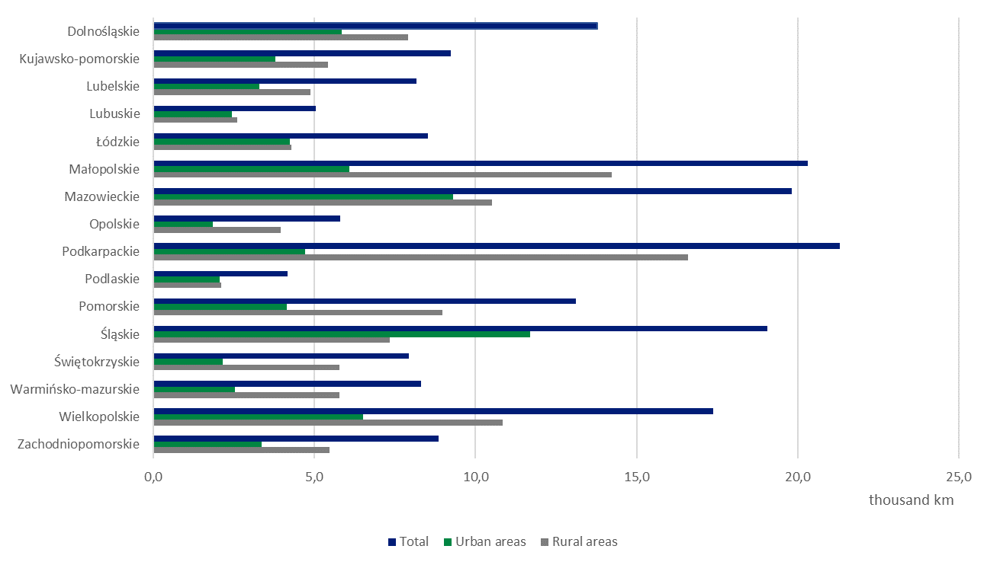 Dolnośląskie
Kujawsko-pomorskie
Lubelskie
Lubuskie
Łódzkie
Małopolskie
Mazowieckie
Opolskie
Podkarpackie
Podlaskie
Pomorskie
Śląskie
Świętokrzyskie
Warmińsko-mazurskie
Wielkopolskie
Zachodniopomorskie
0,0 5,0 10,0 15,0 20,0 25,0
thousand km
Total Urban areas Rural areas